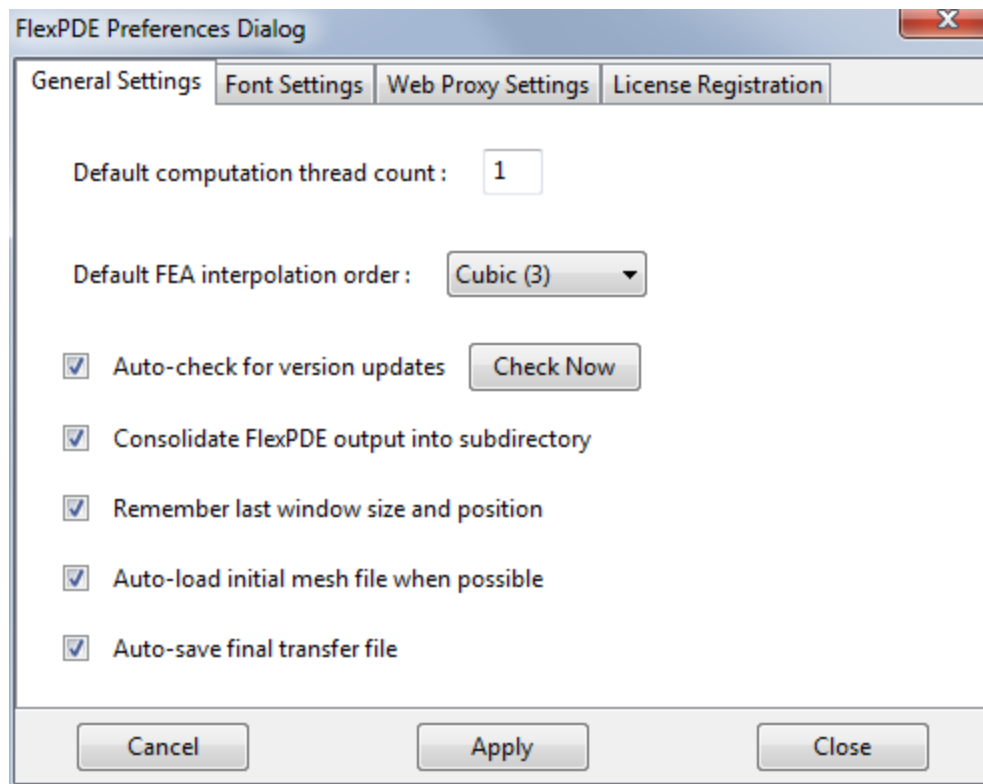 FlexPDE Preferences Dialog
X
General Settings Font Settings Web Proxy Settings License Registration
Default computation thread count : 1
Default FEA interpolation order : Cubic (3)
Auto-check for version updates Check Now
Consolidate FlexPDE output into subdirectory
Remember last window size and position
Auto-load initial mesh file when possible
Auto-save final transfer file
Cancel Apply Close